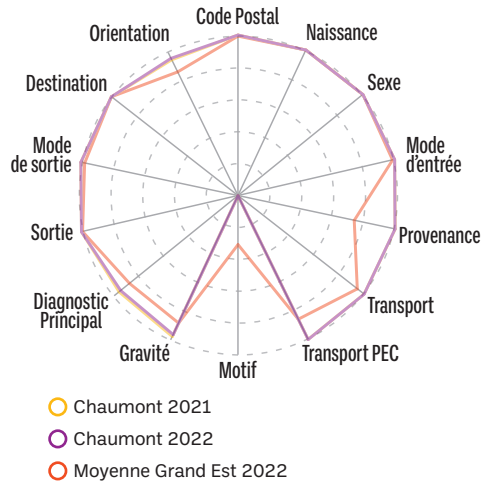 Code Postal
Naissance
Sexe
Mode
d'entrée
Provenance
Transport
Transport PEC
Motif
Gravité
Diagnostic
Principal
Sortie
Mode
de sortie
Destination
Orientation
Chaumont 2021
Chaumont 2022
Moyenne Grand Est 2022